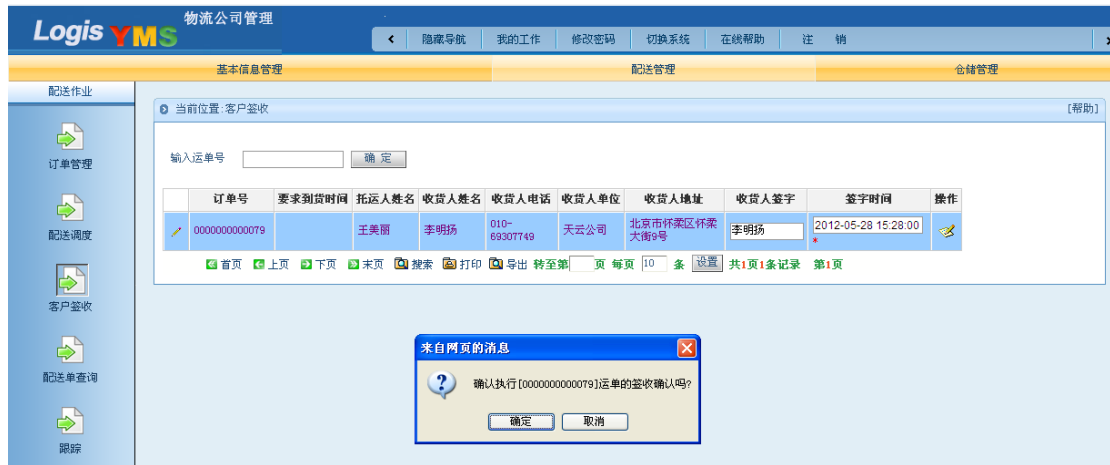 物流公司管理
Logis YMS
隐藏导航 我的工作 修改密码 切换系统 在线帮助 注 销
基本信息管理 配送管理 仓储管理
配送作业
当前位置:客户签收 [帮助]
订单管理
输入运单号 确 定
订单号 要求到货时间 托运人姓名 收货人姓名 收货人电话 收货人单位 收货人地址 收货人签字 签字时间 操作
0000000000079 王美丽 李明扬 010-69307749 天云公司 北京市怀柔区怀柔大街9号 李明扬 2012-05-28 15:28:00 *
配送调度
首页 上页 下页 末页 搜索 打印 导出 转至第 页 每页 10 条 设置 共1页1条记录 第1页
客户签收
来自网页的消息
确认执行[0000000000079]运单的签收确认吗?
确定 取消
配送单查询
跟踪